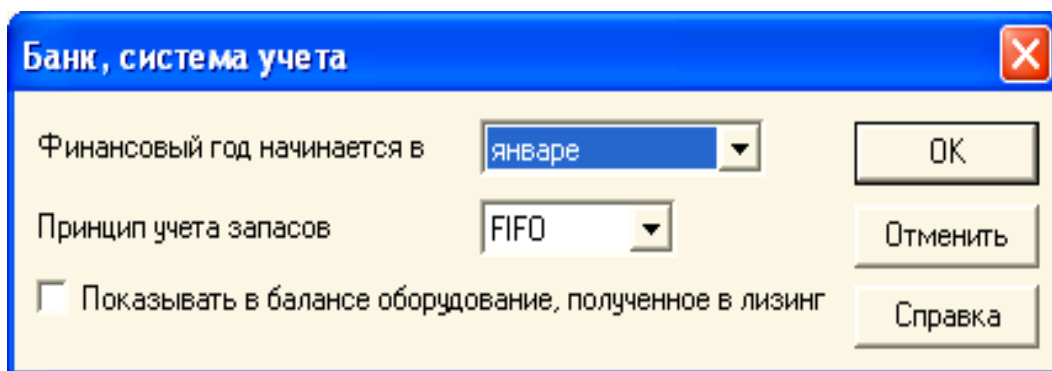 Банк, система учета
Финансовый год начинается в январе OK
Принцип учета запасов FIFO Отменить
Показывать в балансе оборудование, полученное в лизинг Справка